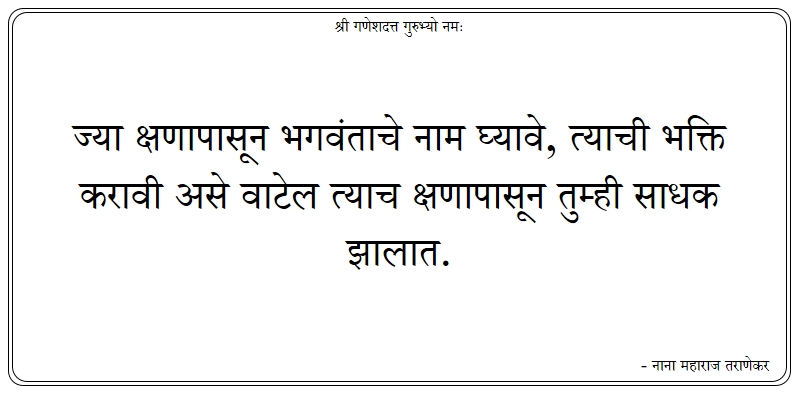 श्री गणेशदत्त गुरुभ्यो नमः
ज्या क्षणापासून भगवंताचे नाम घ्यावे, त्याची भक्ति
करावी असे वाटेल त्याच क्षणापासून तुम्ही साधक
झालात.
- नाना महाराज तराणेकर